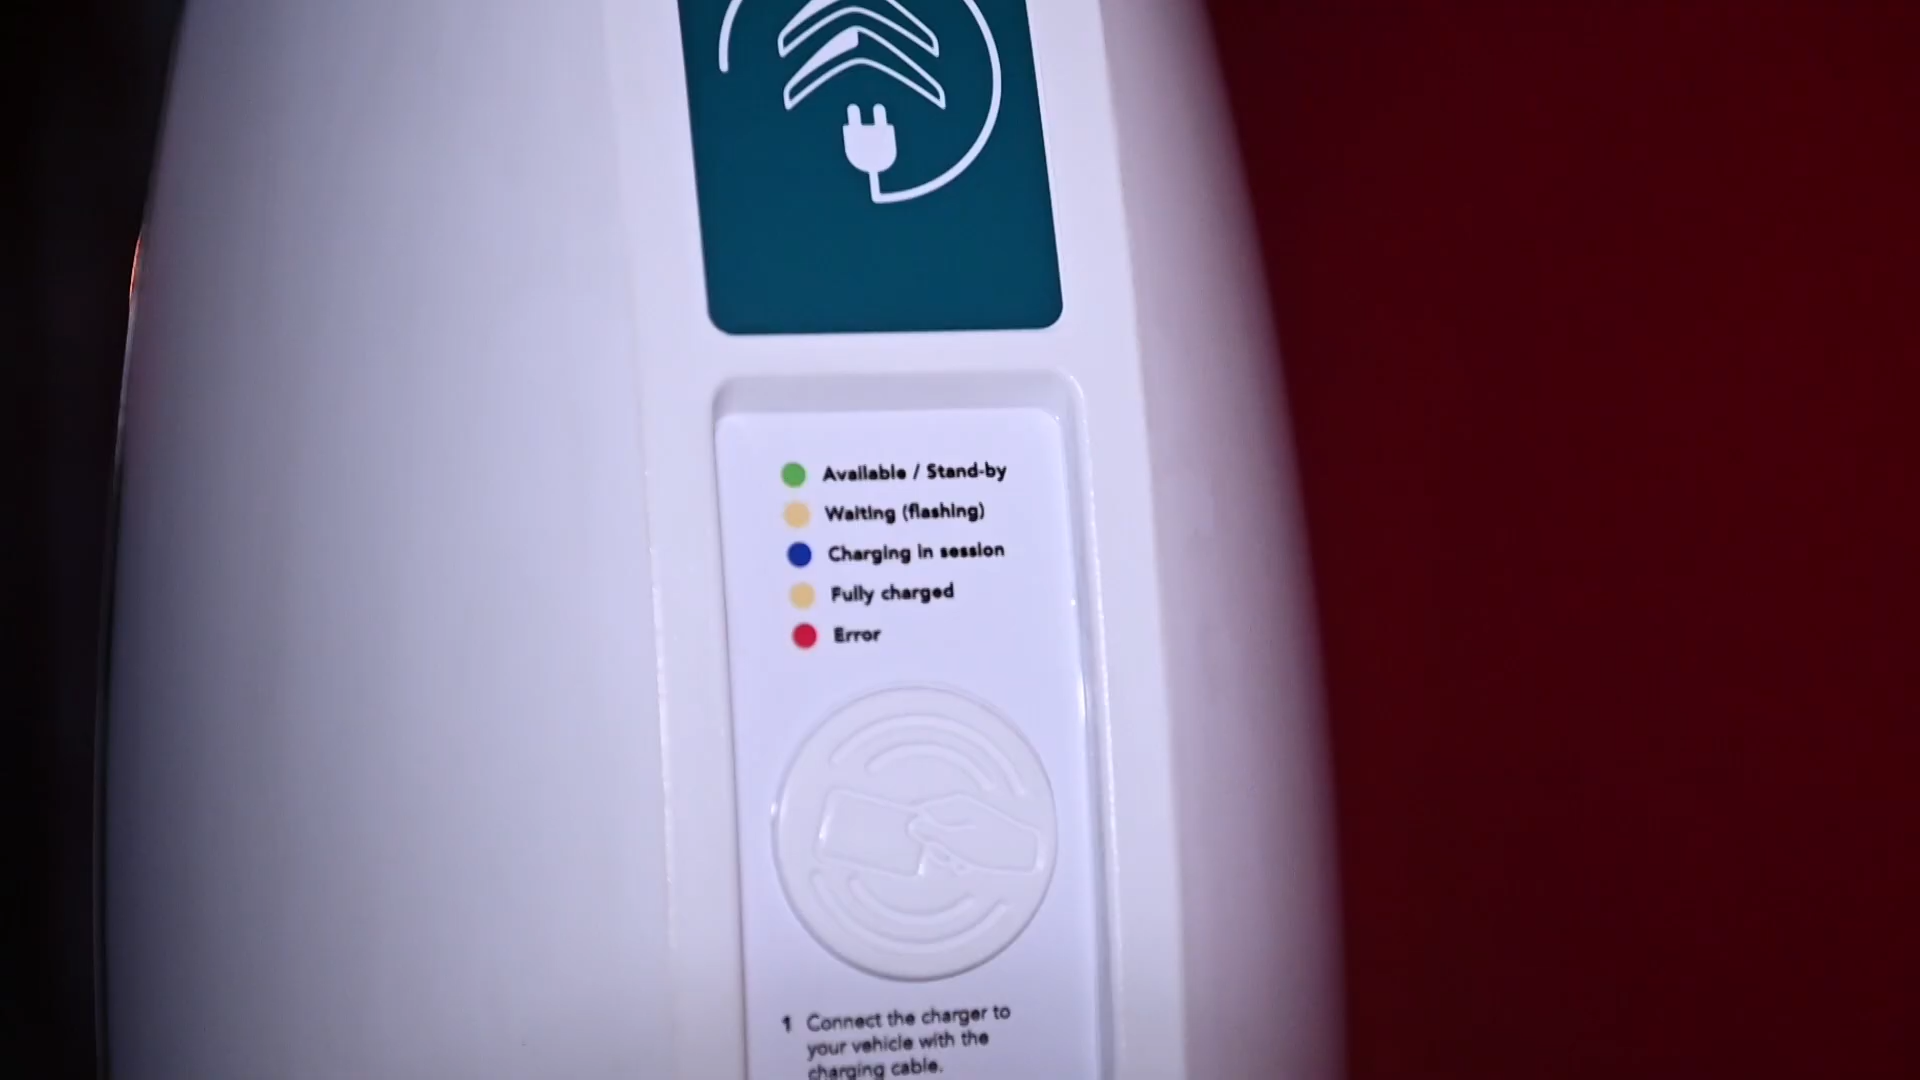 Available / Stand-by
Waiting (flashing)
Charging in session
Fully charged
Error
1 Connect the charger to
your vehicle with the
charging cable.